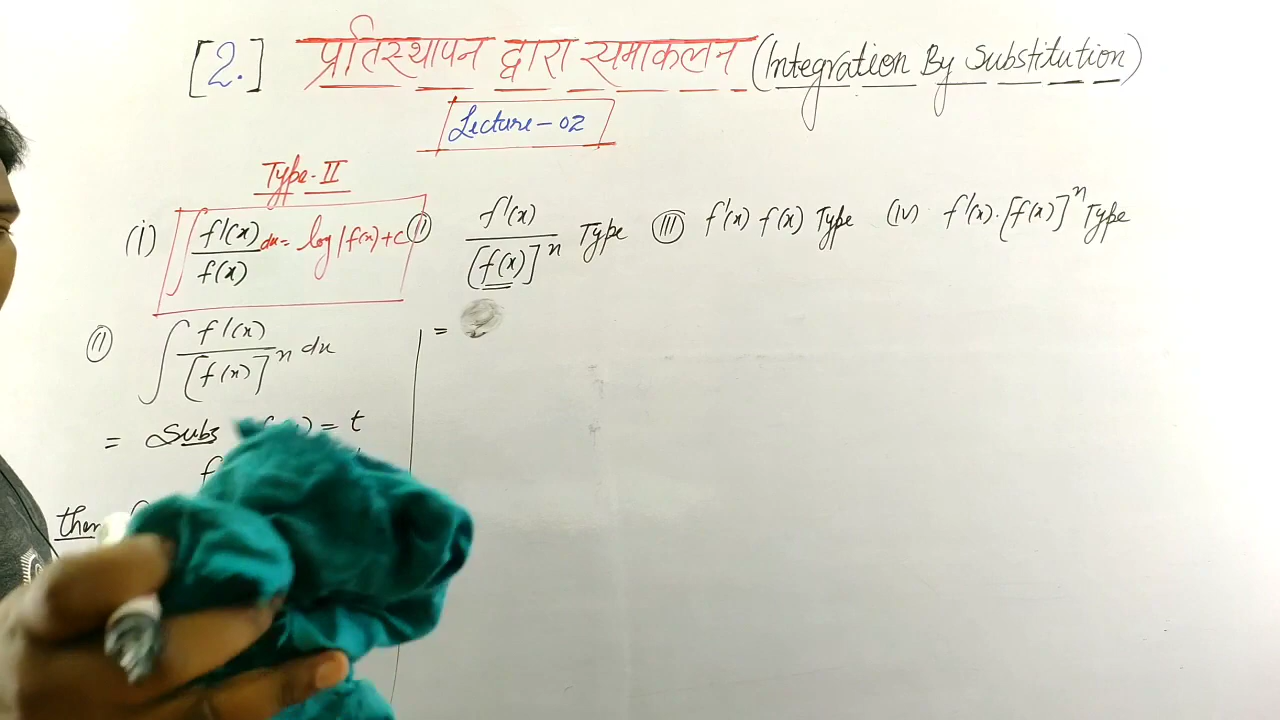 [2.] प्रतिस्थापन द्वारा समाकलन (Integration By Substitution)
Lecture-02
Type-II
(i) ∫ f'(x)/f(x) dx = log|f(x)+c (ii) f'(x)/[f(x)]^n Type (iii) f'(x) f(x) Type (iv) f'(x).[f(x)]^n Type
(ii) ∫ f'(x)/[f(x)]^n dx
=
= Subs = t
then